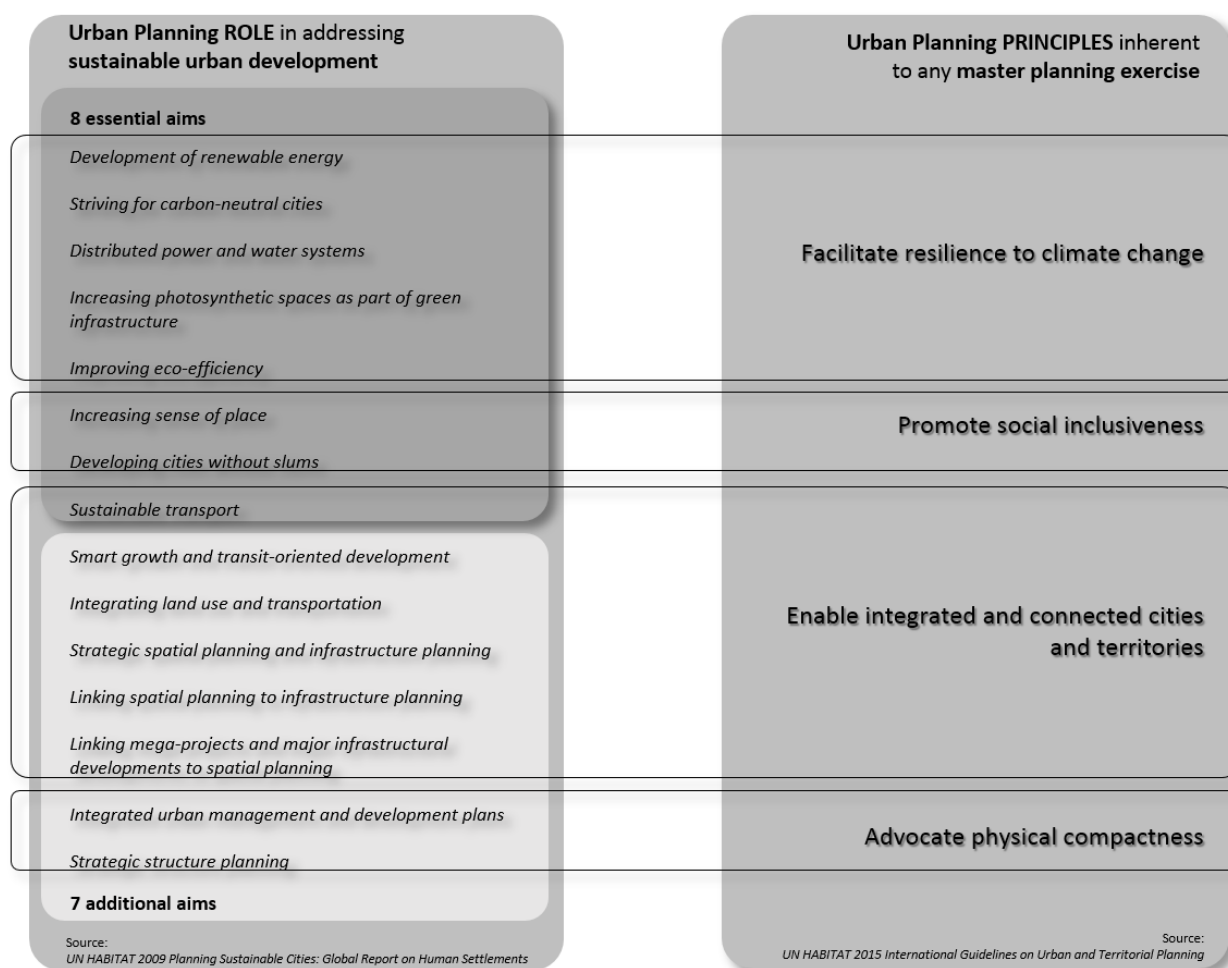 Urban Planning ROLE in addressing
sustainable urban development
8 essential aims
Development of renewable energy
Striving for carbon-neutral cities
Distributed power and water systems
Increasing photosynthetic spaces as part of green
infrastructure
Improving eco-efficiency
Increasing sense of place
Developing cities without slums
Sustainable transport
Smart growth and transit-oriented development
Integrating land use and transportation
Strategic spatial planning and infrastructure planning
Linking spatial planning to infrastructure planning
Linking mega-projects and major infrastructural
developments to spatial planning
Integrated urban management and development plans
Strategic structure planning
7 additional aims
Source:
UN HABITAT 2009 Planning Sustainable Cities: Global Report on Human Settlements
Urban Planning PRINCIPLES inherent
to any master planning exercise
Facilitate resilience to climate change
Promote social inclusiveness
Enable integrated and connected cities
and territories
Advocate physical compactness
Source:
UN HABITAT 2015 International Guidelines on Urban and Territorial Planning